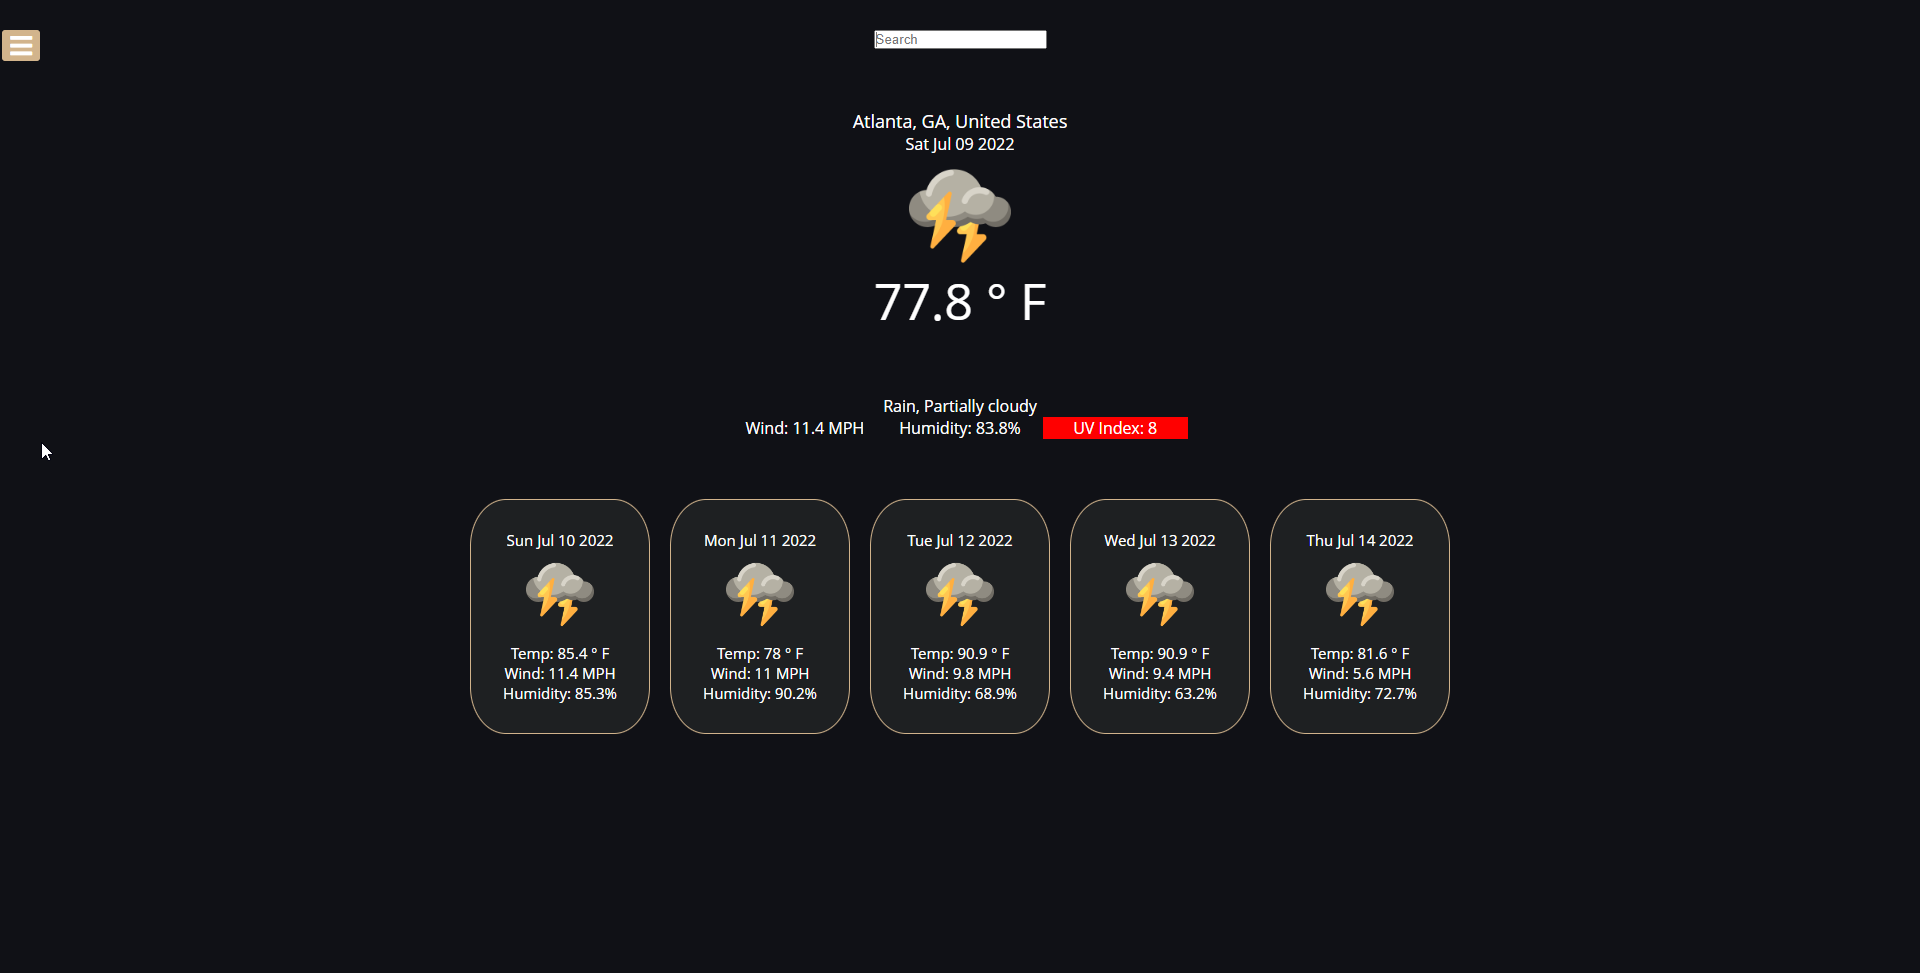 Search
Atlanta, GA, United States
Sat Jul 09 2022
77.8 ° F
Rain, Partially cloudy
Wind: 11.4 MPH Humidity: 83.8% UV Index: 8
Sun Jul 10 2022
Temp: 85.4 ° F
Wind: 11.4 MPH
Humidity: 85.3%
Mon Jul 11 2022
Temp: 78 ° F
Wind: 11 MPH
Humidity: 90.2%
Tue Jul 12 2022
Temp: 90.9 ° F
Wind: 9.8 MPH
Humidity: 68.9%
Wed Jul 13 2022
Temp: 90.9 ° F
Wind: 9.4 MPH
Humidity: 63.2%
Thu Jul 14 2022
Temp: 81.6 ° F
Wind: 5.6 MPH
Humidity: 72.7%